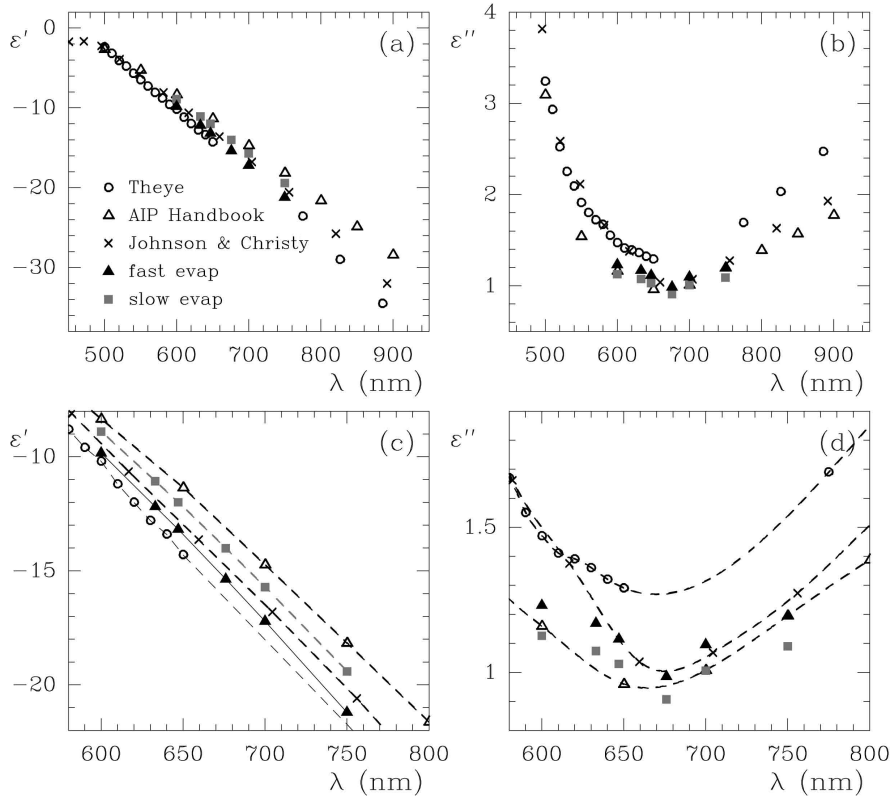 ε′
(a)
0
−10
−20
−30
Theye
AIP Handbook
Johnson & Christy
fast evap
slow evap
500 600 700 800 900
λ (nm)
ε″
(b)
4
3
2
1
500 600 700 800 900
λ (nm)
ε′
(c)
−10
−15
−20
600 650 700 750 800
λ (nm)
ε″
(d)
1.5
1
600 650 700 750 800
λ (nm)